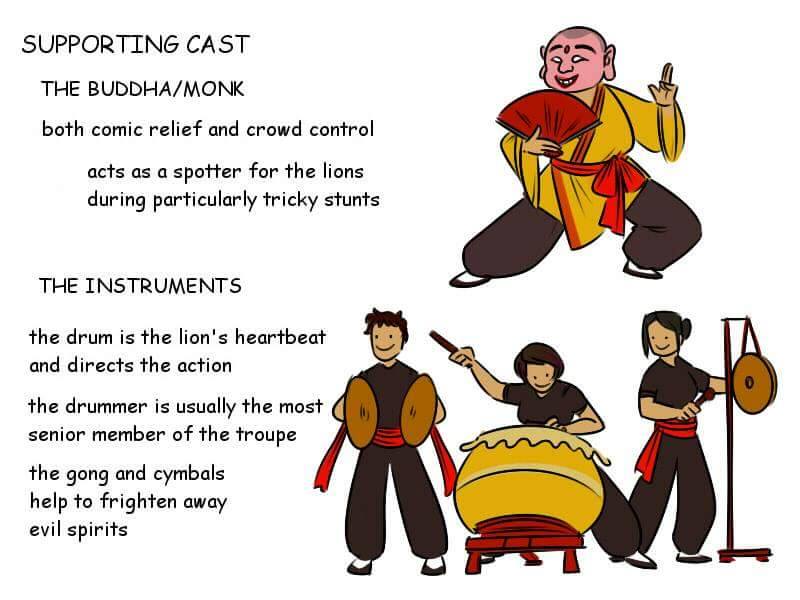 SUPPORTING CAST
THE BUDDHA/MONK
both comic relief and crowd control
acts as a spotter for the lions
during particularly tricky stunts
THE INSTRUMENTS
the drum is the lion's heartbeat
and directs the action
the drummer is usually the most
senior member of the troupe
the gong and cymbals
help to frighten away
evil spirits